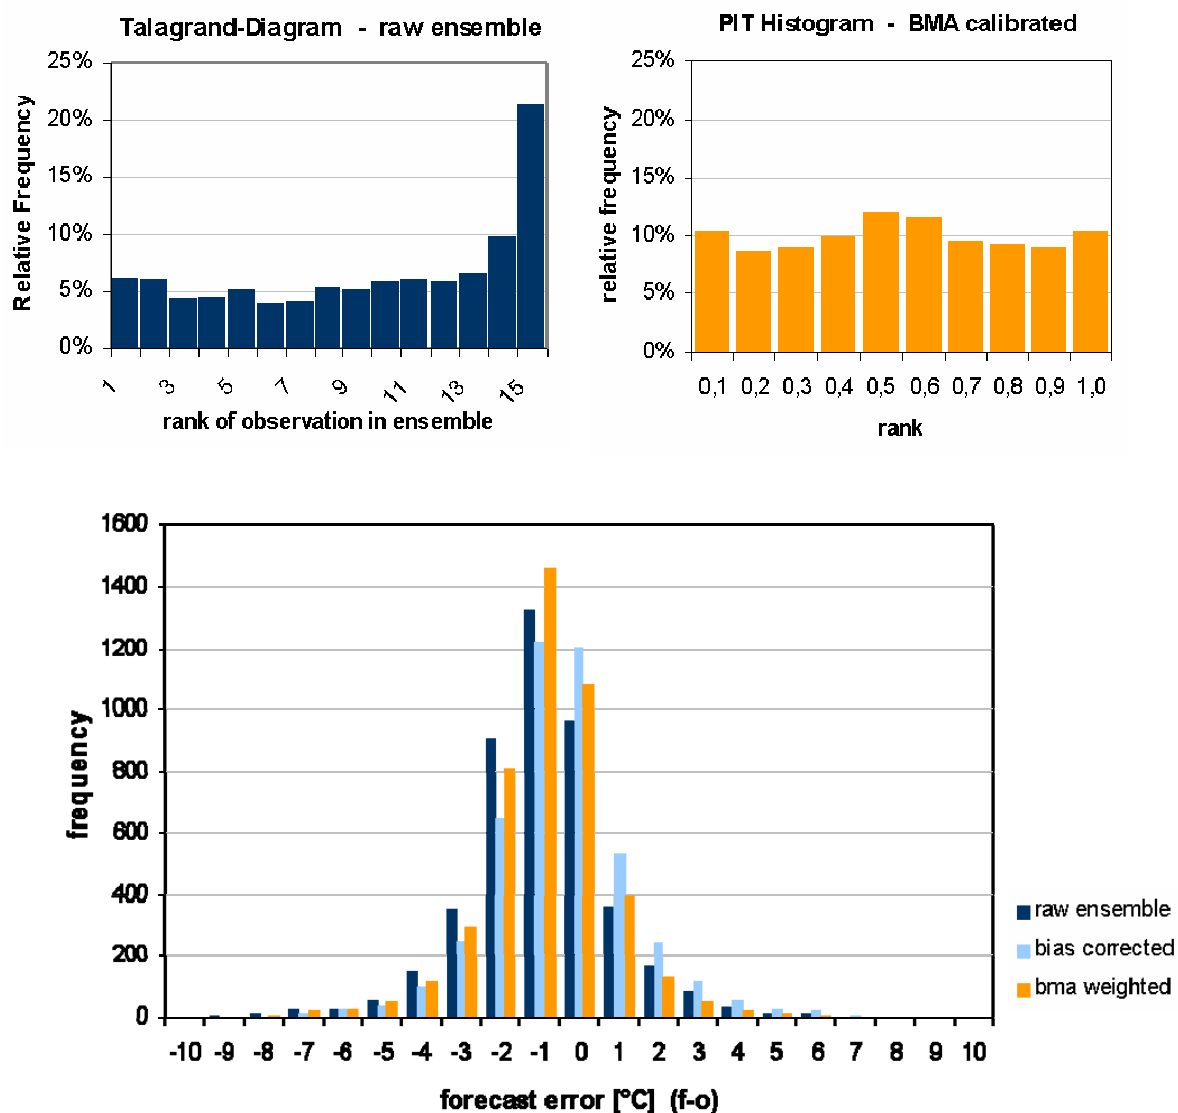 Talagrand-Diagram - raw ensemble
25%
20%
15%
10%
5%
0%
Relative Frequency
1 3 5 7 9 11 13 15
rank of observation in ensemble
PIT Histogram - BMA calibrated
25%
20%
15%
10%
5%
0%
relative frequency
0,1 0,2 0,3 0,4 0,5 0,6 0,7 0,8 0,9 1,0
rank
1600
1400
1200
1000
800
600
400
200
0
frequency
-10 -9 -8 -7 -6 -5 -4 -3 -2 -1 0 1 2 3 4 5 6 7 8 9 10
forecast error [°C] (f-o)
raw ensemble
bias corrected
bma weighted